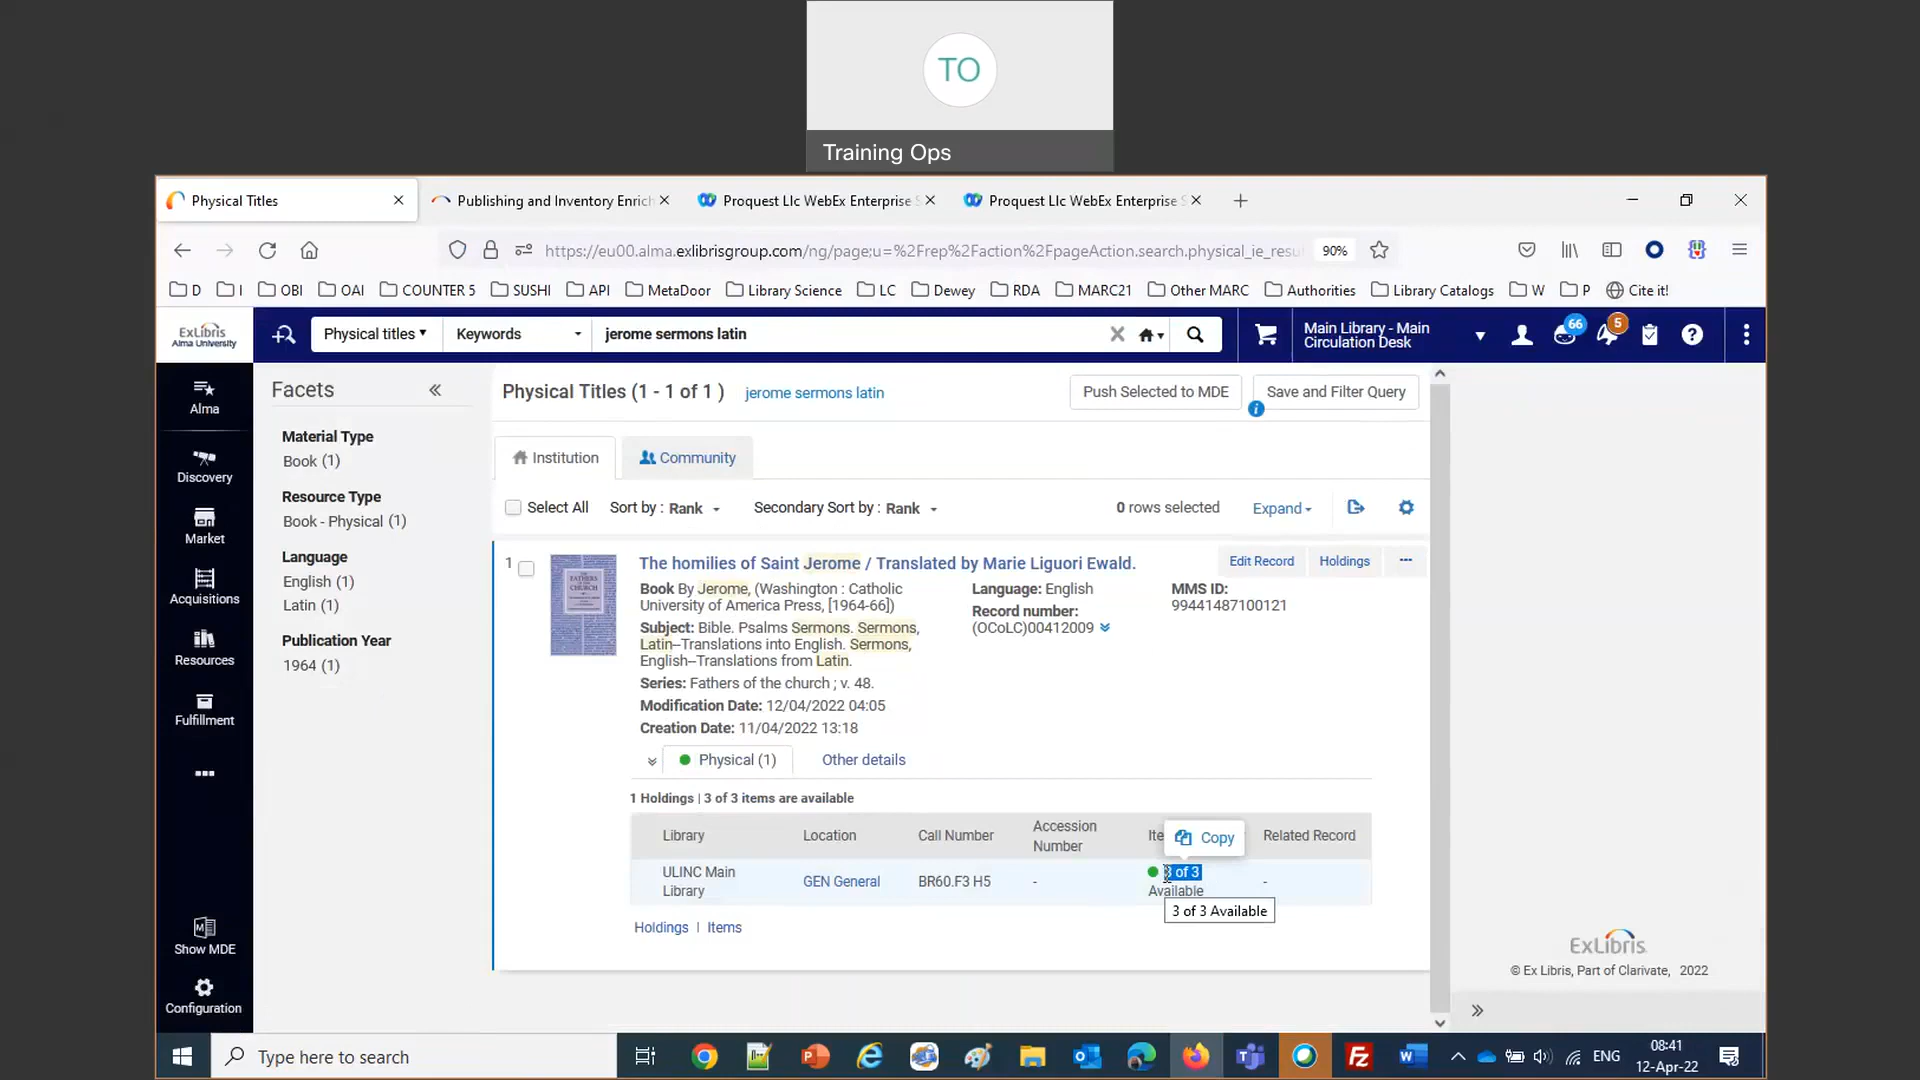 TO
Training Ops
Physical Titles
Publishing and Inventory Enrich
Proquest Llc WebEx Enterprise S
Proquest Llc WebEx Enterprise S
https://eu00.alma.exlibrisgroup.com/ng/page;u=%2Frep%2Faction%2FpageAction.search.physical_ie_resu
90%
D
I
OBI
OAI
COUNTER 5
SUSHI
API
MetaDoor
Library Science
LC
Dewey
RDA
MARC21
Other MARC
Authorities
Library Catalogs
W
P
Cite it!
ExLibris
Alma University
Physical titles
Keywords
jerome sermons latin
Main Library - Main
Circulation Desk
66
5
Alma
Discovery
Market
Acquisitions
Resources
Fulfillment
Show MDE
Configuration
Facets
Material Type
Book (1)
Resource Type
Book - Physical (1)
Language
English (1)
Latin (1)
Publication Year
1964 (1)
Physical Titles (1 - 1 of 1 )
jerome sermons latin
Push Selected to MDE
Save and Filter Query
Institution
Community
Select All
Sort by : Rank
Secondary Sort by : Rank
0 rows selected
Expand
1
The homilies of Saint Jerome / Translated by Marie Liguori Ewald.
Edit Record
Holdings
Book By Jerome, (Washington : Catholic
University of America Press, [1964-66])
Subject: Bible. Psalms Sermons. Sermons,
Latin--Translations into English. Sermons,
English--Translations from Latin.
Series: Fathers of the church ; v. 48.
Modification Date: 12/04/2022 04:05
Creation Date: 11/04/2022 13:18
Language: English
Record number:
(OCoLC)00412009
MMS ID:
99441487100121
FATHERS
OF THE
CHURCH
Physical (1)
Other details
1 Holdings | 3 of 3 items are available
Library
Location
Call Number
Accession
Number
Ite
Copy
Related Record
ULINC Main
Library
GEN General
BR60.F3 H5
-
3 of 3
Available
-
3 of 3 Available
Holdings | Items
ExLibris
© Ex Libris, Part of Clarivate, 2022
Type here to search
ENG
08:41
12-Apr-22